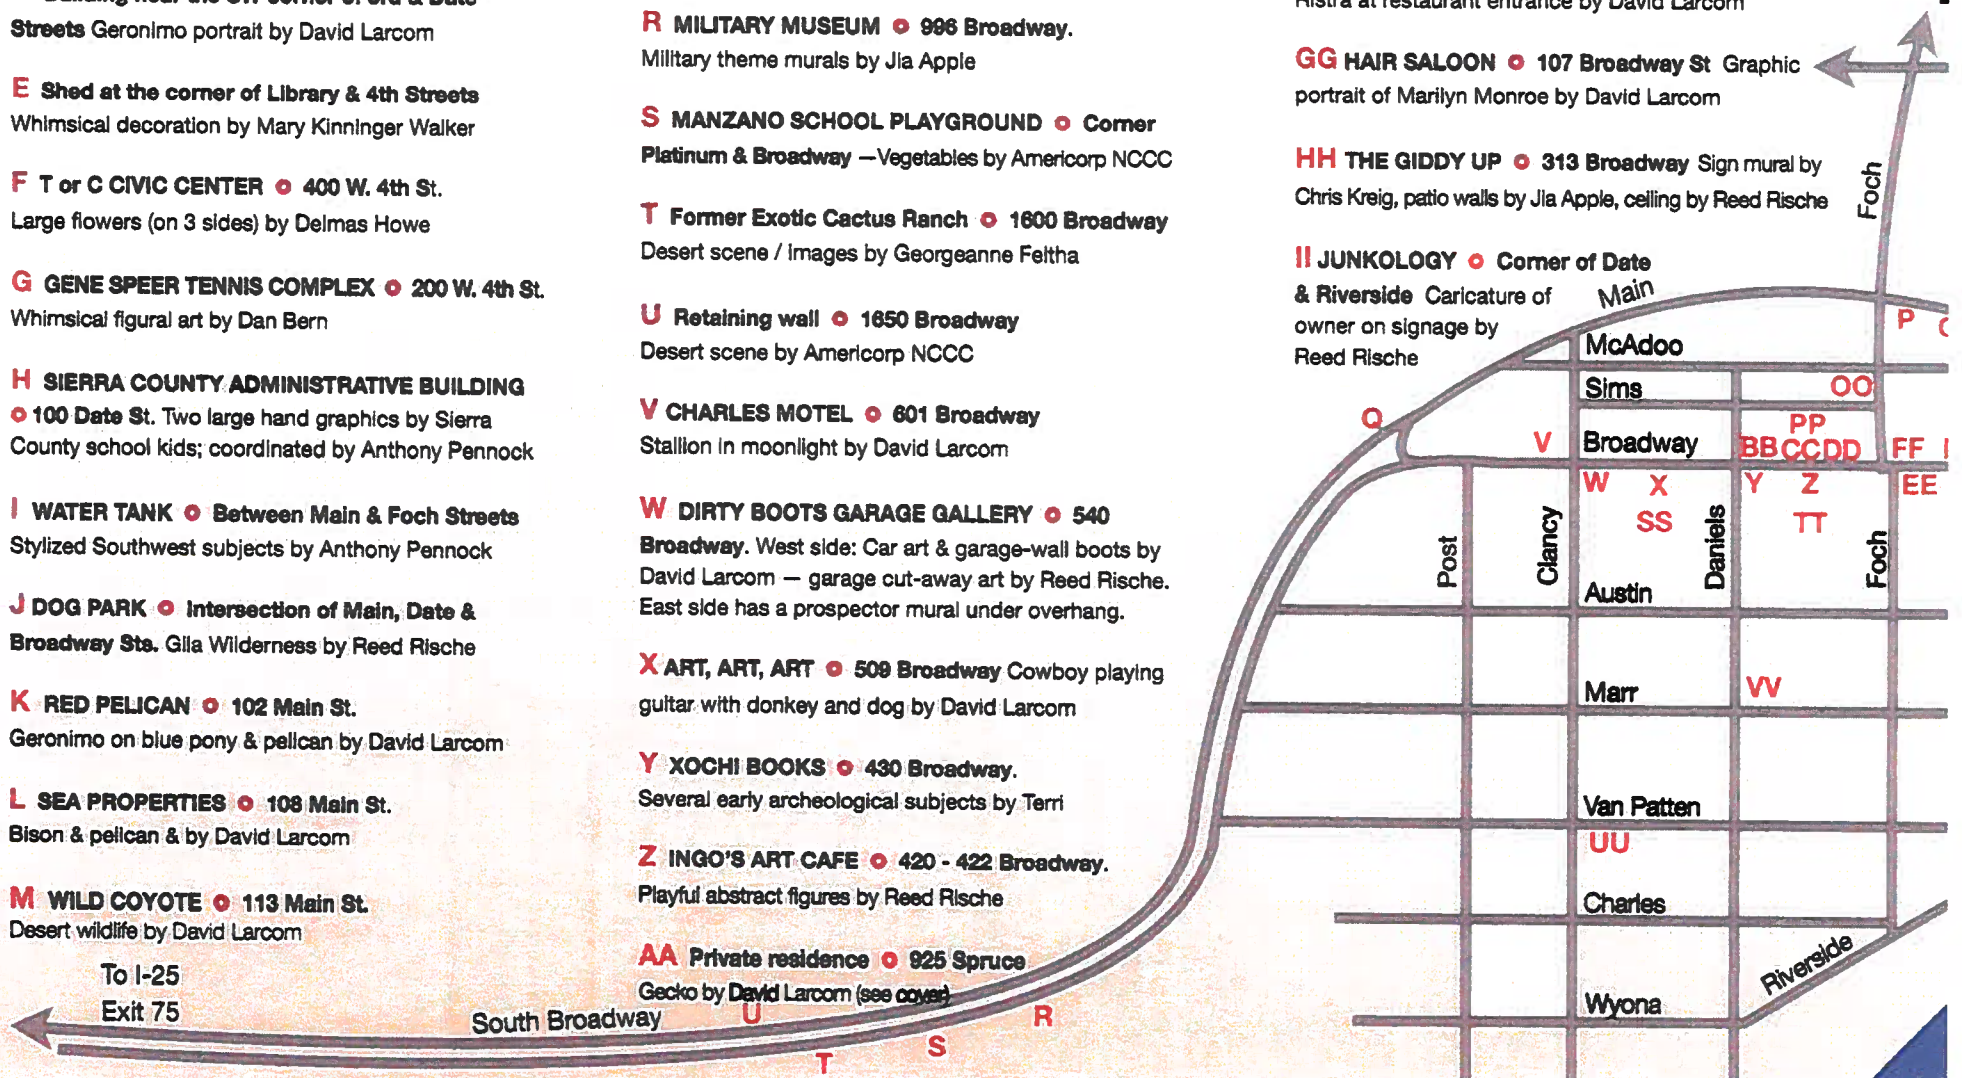 Streets Geronimo portrait by David Larcom
E Shed at the corner of Library & 4th Streets
Whimsical decoration by Mary Kinninger Walker
F T or C CIVIC CENTER 400 W. 4th St.
Large flowers (on 3 sides) by Delmas Howe
G GENE SPEER TENNIS COMPLEX 200 W. 4th St.
Whimsical figural art by Dan Bern
H SIERRA COUNTY ADMINISTRATIVE BUILDING
100 Date St. Two large hand graphics by Sierra
County school kids; coordinated by Anthony Pennock
I WATER TANK Between Main & Foch Streets
Stylized Southwest subjects by Anthony Pennock
J DOG PARK Intersection of Main, Date &
Broadway Sts. Gila Wilderness by Reed Rische
K RED PELICAN 102 Main St.
Geronimo on blue pony & pelican by David Larcom
L SEA PROPERTIES 108 Main St.
Bison & pelican & by David Larcom
M WILD COYOTE 113 Main St.
Desert wildlife by David Larcom
To I-25
Exit 75
R MILITARY MUSEUM 996 Broadway.
Military theme murals by Jia Apple
S MANZANO SCHOOL PLAYGROUND Corner
Platinum & Broadway —Vegetables by Americorp NCCC
T Former Exotic Cactus Ranch 1600 Broadway
Desert scene / images by Georgeanne Feltha
U Retaining wall 1650 Broadway
Desert scene by Americorp NCCC
V CHARLES MOTEL 601 Broadway
Stallion in moonlight by David Larcom
W DIRTY BOOTS GARAGE GALLERY 540
Broadway. West side: Car art & garage-wall boots by
David Larcom — garage cut-away art by Reed Rische.
East side has a prospector mural under overhang.
X ART, ART, ART 509 Broadway Cowboy playing
guitar with donkey and dog by David Larcom
Y XOCHI BOOKS 430 Broadway.
Several early archeological subjects by Terri
Z INGO'S ART CAFE 420 - 422 Broadway.
Playful abstract figures by Reed Rische
AA Private residence 925 Spruce
Gecko by David Larcom (see cover)
South Broadway
U
T
S
R
Ristra at restaurant entrance by David Larcom
GG HAIR SALOON 107 Broadway St Graphic
portrait of Marilyn Monroe by David Larcom
HH THE GIDDY UP 313 Broadway Sign mural by
Chris Kreig, patio walls by Jia Apple, ceiling by Reed Rische
II JUNKOLOGY Corner of Date
& Riverside Caricature of
owner on signage by
Reed Rische
Foch
Main
P
McAdoo
Sims
OO
Q
PP
V
Broadway
BB CC DD FF
W X Y Z EE
SS TT
Post
Clancy
Daniels
Foch
Austin
Marr
VV
Van Patten
UU
Charles
Riverside
Wyona